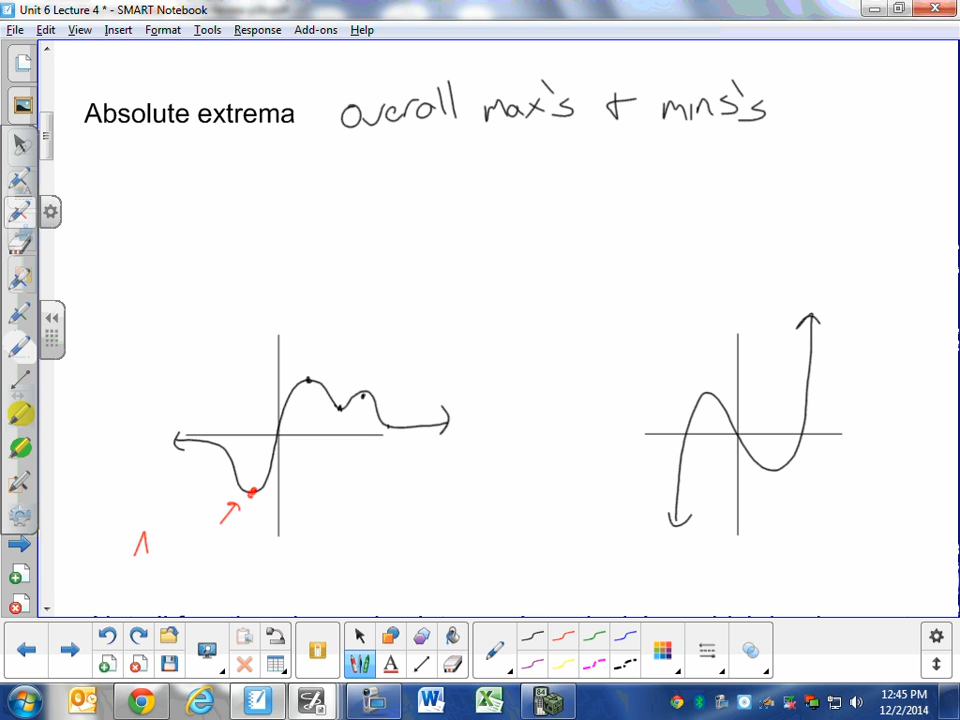 Unit 6 Lecture 4 * - SMART Notebook
File Edit View Insert Format Tools Response Add-ons Help
Absolute extrema overall max's + mins's
12:45 PM
12/2/2014